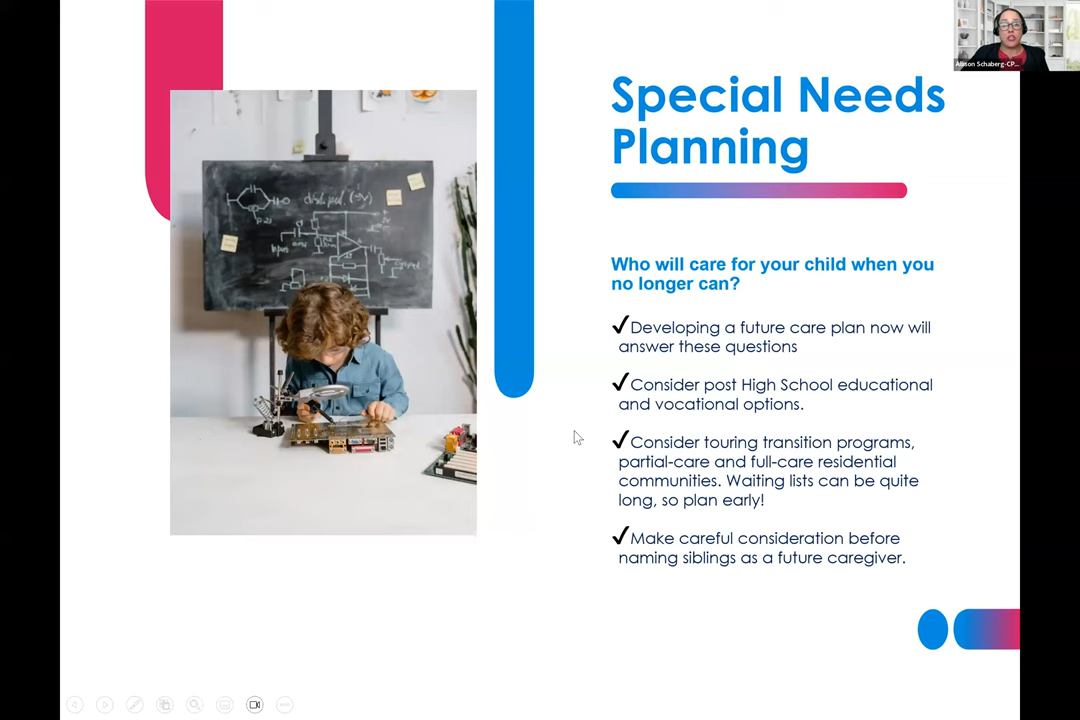 Allison Schaberg-CP...
Special Needs
Planning
Who will care for your child when you
no longer can?
✓Developing a future care plan now will
answer these questions
✓Consider post High School educational
and vocational options.
✓Consider touring transition programs,
partial-care and full-care residential
communities. Waiting lists can be quite
long, so plan early!
✓Make careful consideration before
naming siblings as a future caregiver.